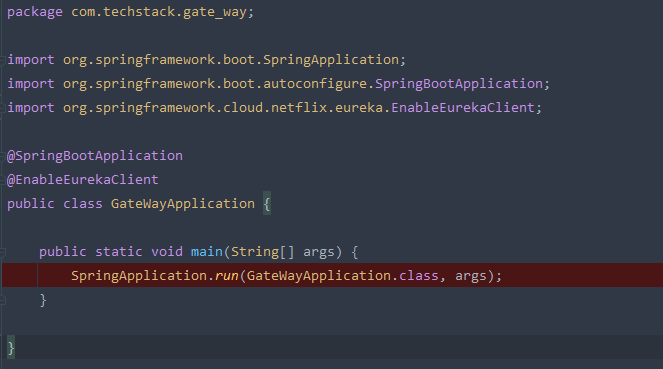 package com.techstack.gate_way;
import org.springframework.boot.SpringApplication;
import org.springframework.boot.autoconfigure.SpringBootApplication;
import org.springframework.cloud.netflix.eureka.EnableEurekaClient;
@SpringBootApplication
@EnableEurekaClient
public class GateWayApplication {
public static void main(String[] args) {
SpringApplication.run(GateWayApplication.class, args);
}
}